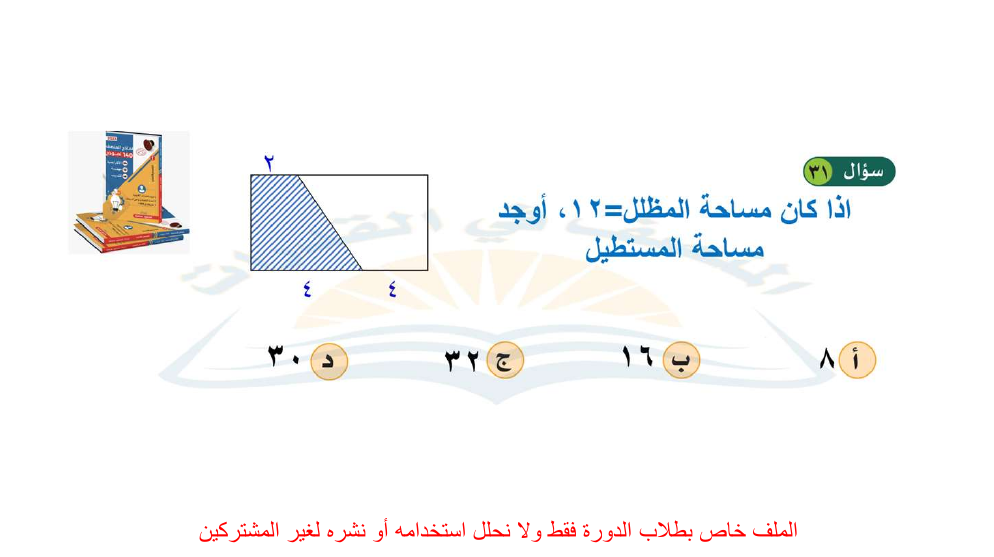 سؤال ٣١
اذا كان مساحة المظلل=١٢، أوجد
مساحة المستطيل
٢
٤ ٤
أ ٨ ب ١٦ ج ٣٢ د ٣٠
الملف خاص بطلاب الدورة فقط ولا نحلل استخدامه أو نشره لغير المشتركين